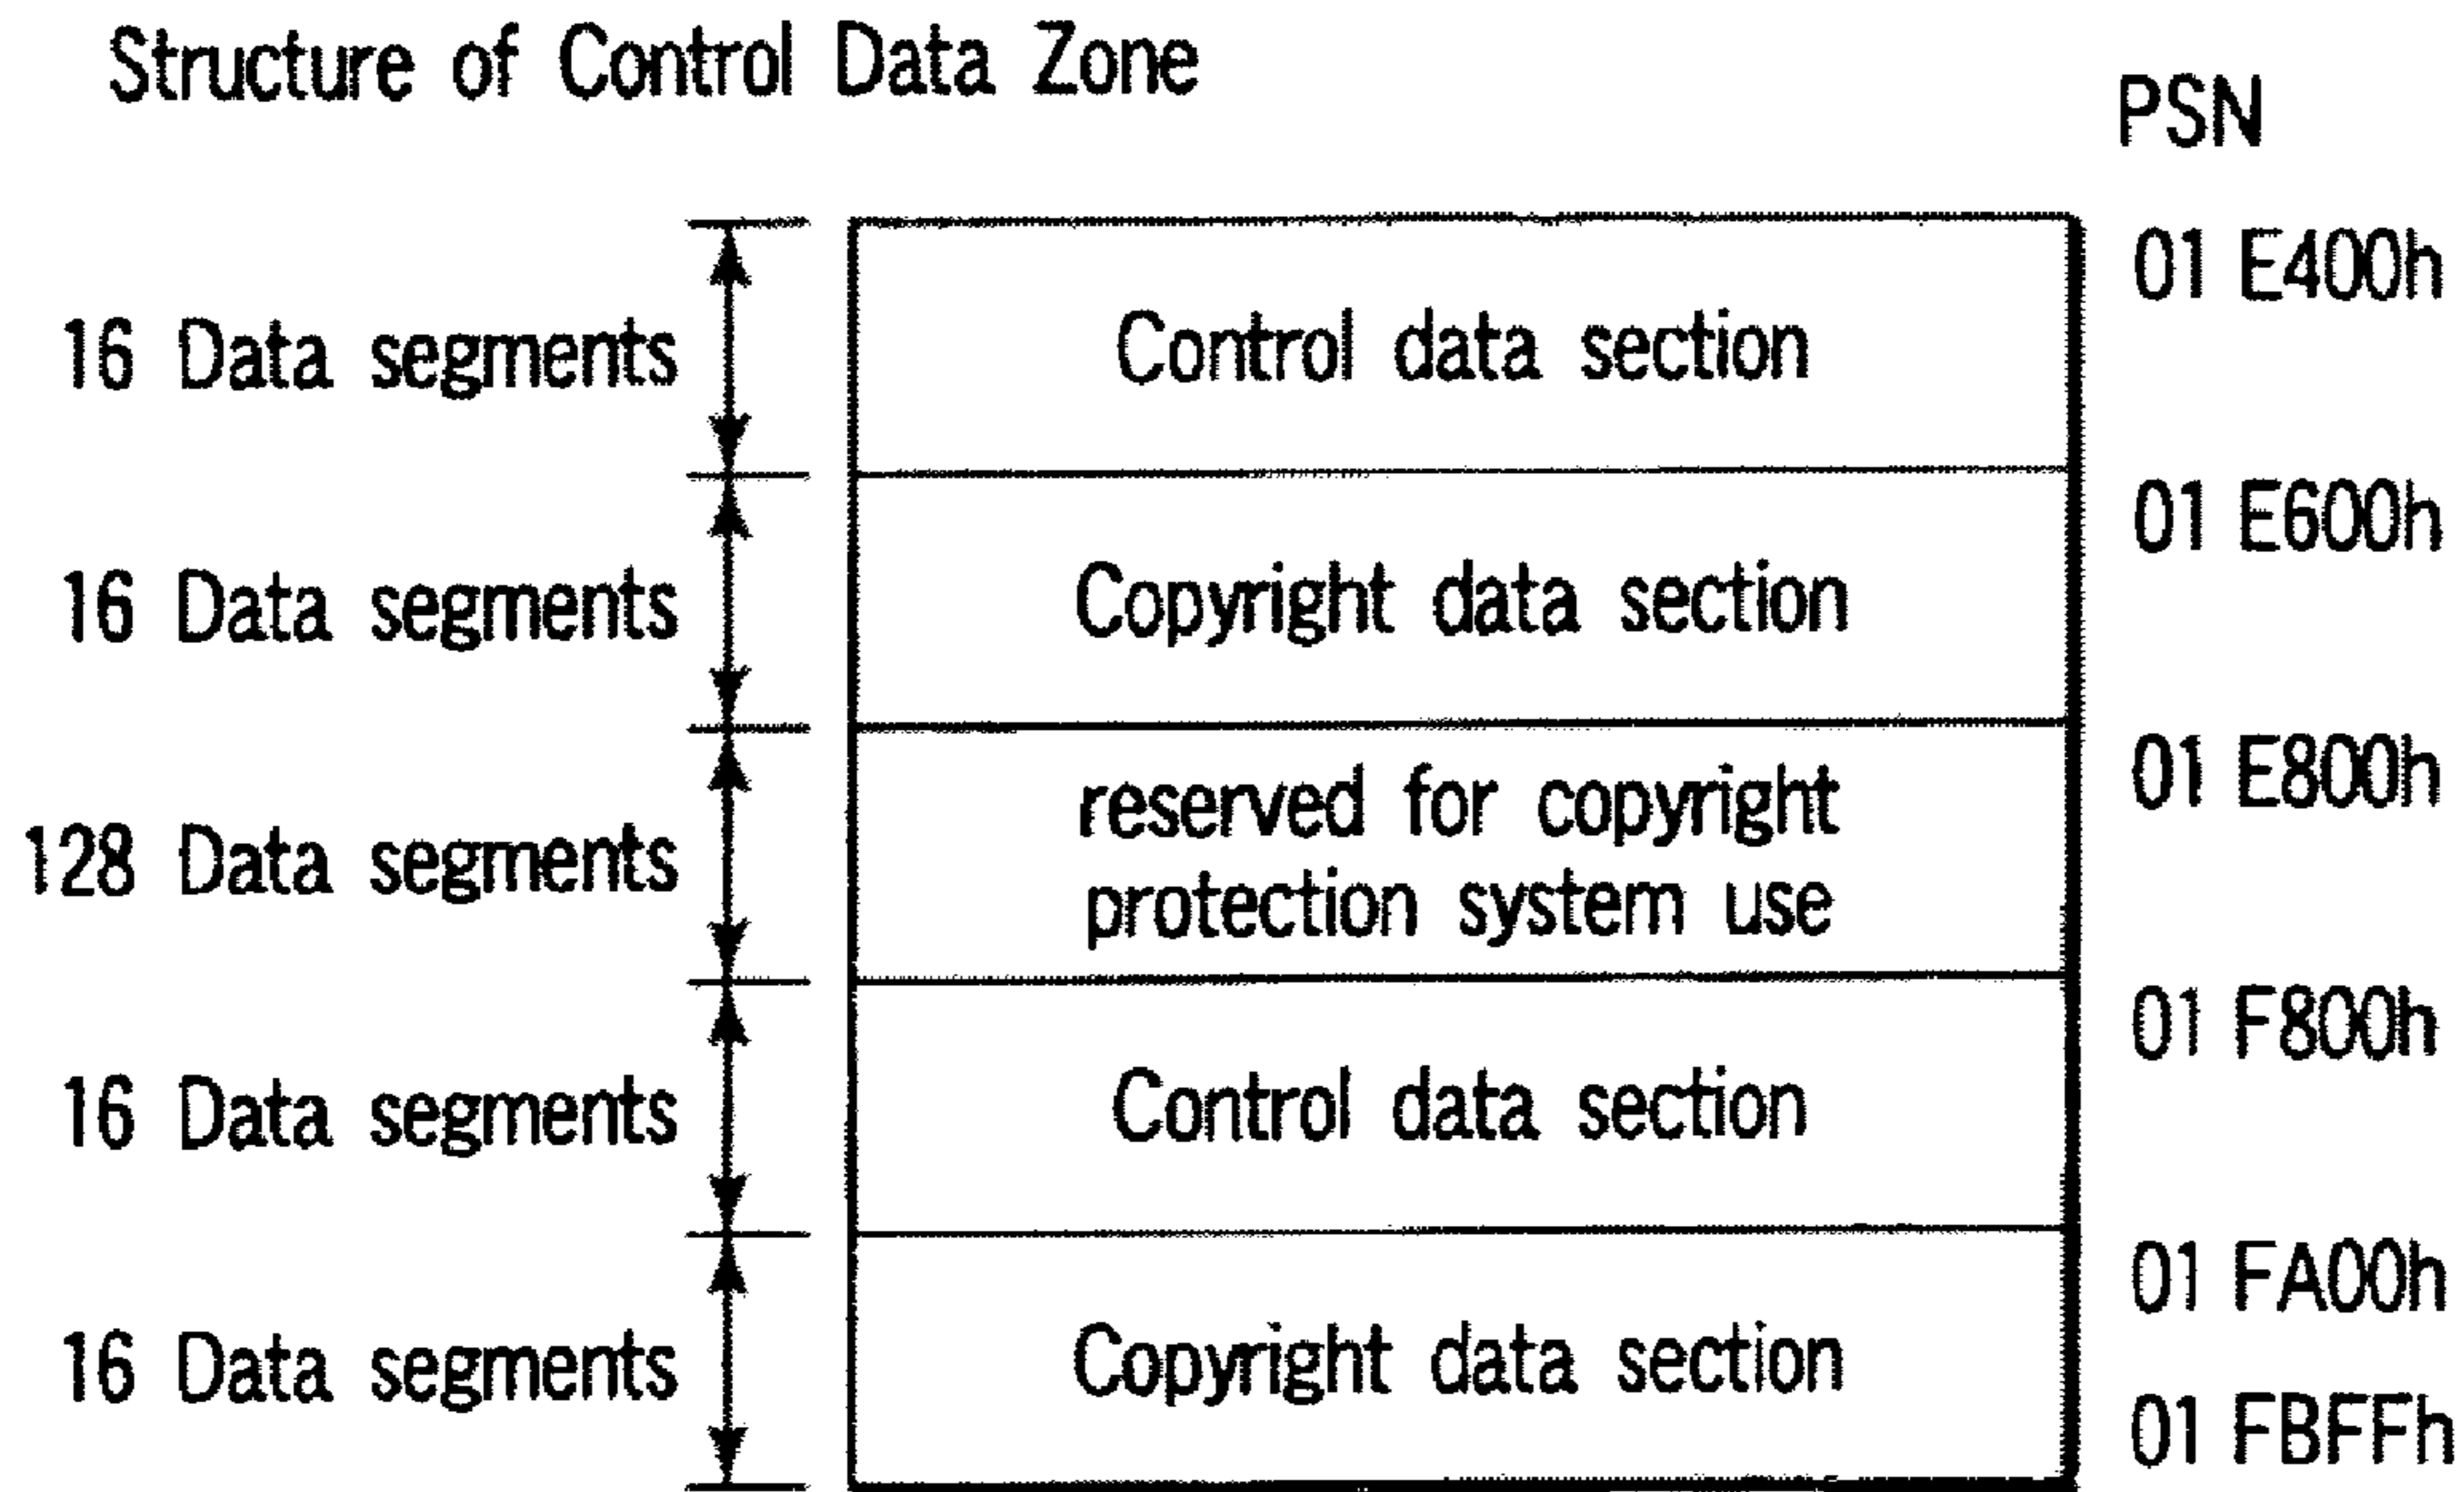 Structure of Control Data Zone
PSN
01 E400h
16 Data segments
Control data section
01 E600h
16 Data segments
Copyright data section
01 E800h
128 Data segments
reserved for copyright
protection system use
01 F800h
16 Data segments
Control data section
01 FA00h
16 Data segments
Copyright data section
01 FBFFh